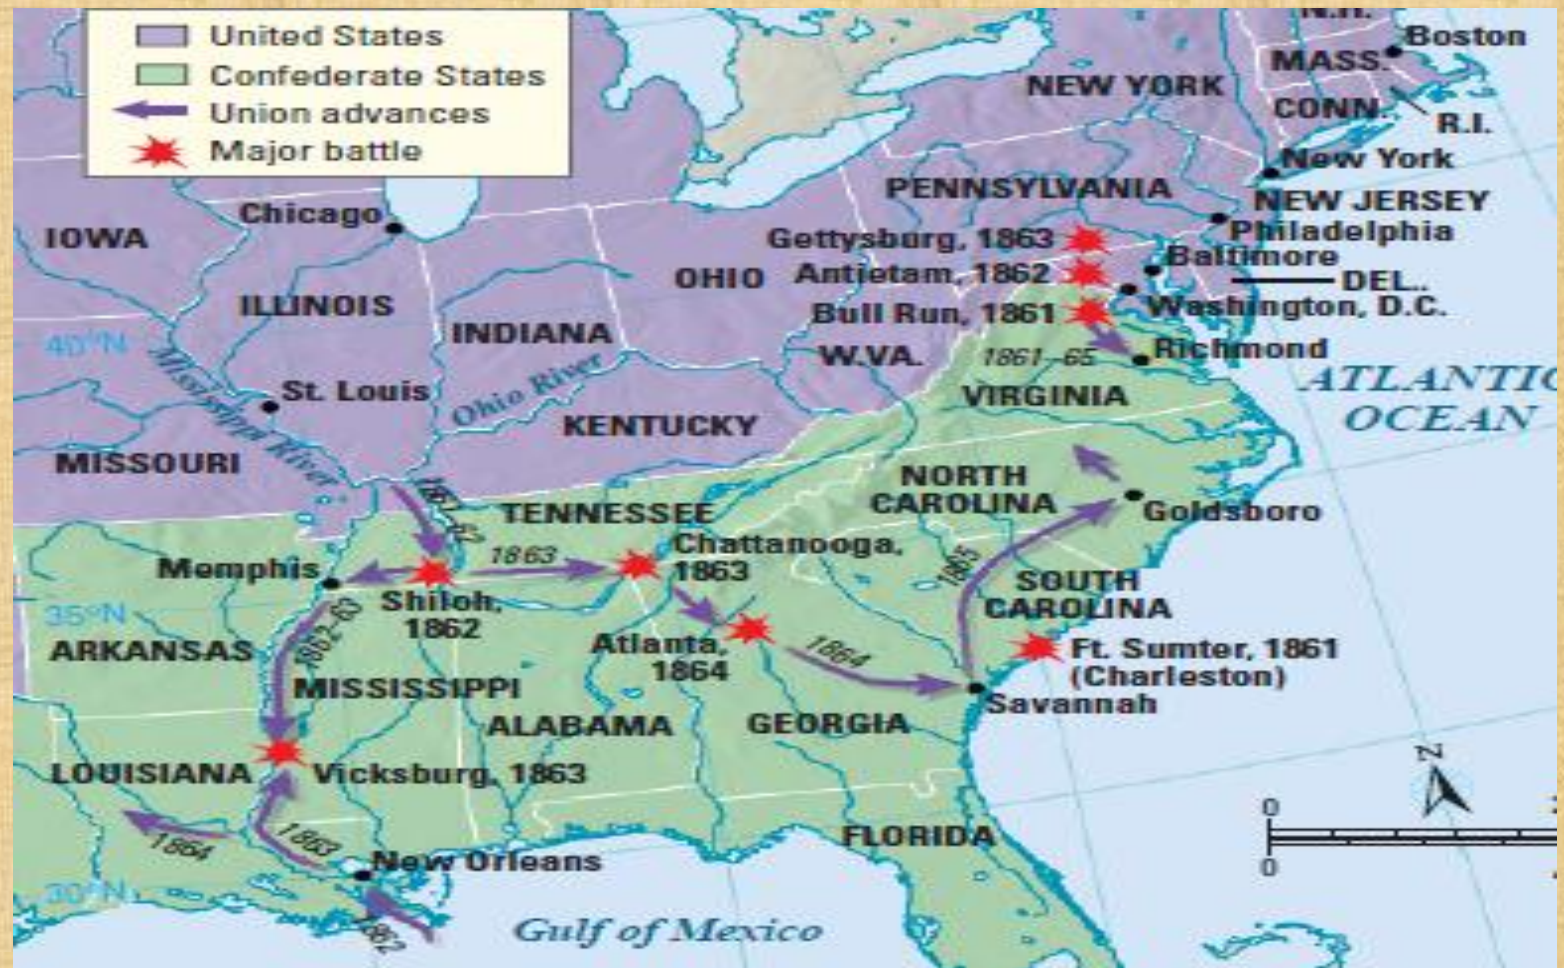 United States
Confederate States
Union advances
Major battle
N.H.
Boston
MASS.
NEW YORK
CONN.
R.I.
New York
PENNSYLVANIA
NEW JERSEY
Chicago
Philadelphia
IOWA
Gettysburg, 1863
Baltimore
OHIO
Antietam, 1862
DEL.
ILLINOIS
Bull Run, 1861
Washington, D.C.
INDIANA
40°N
W.VA.
1861–65
Richmond
Mississippi River
St. Louis
Ohio River
VIRGINIA
ATLANTIC
OCEAN
KENTUCKY
MISSOURI
NORTH
CAROLINA
1861–62
TENNESSEE
Goldsboro
Chattanooga,
1863
1863
Memphis
Shiloh,
1862
1865
SOUTH
CAROLINA
35°N
1862–63
ARKANSAS
Atlanta,
1864
1864
Ft. Sumter, 1861
(Charleston)
MISSISSIPPI
Savannah
ALABAMA
GEORGIA
LOUISIANA
Vicksburg, 1863
N
0
0
FLORIDA
1864
1863
New Orleans
30°N
1862
Gulf of Mexico